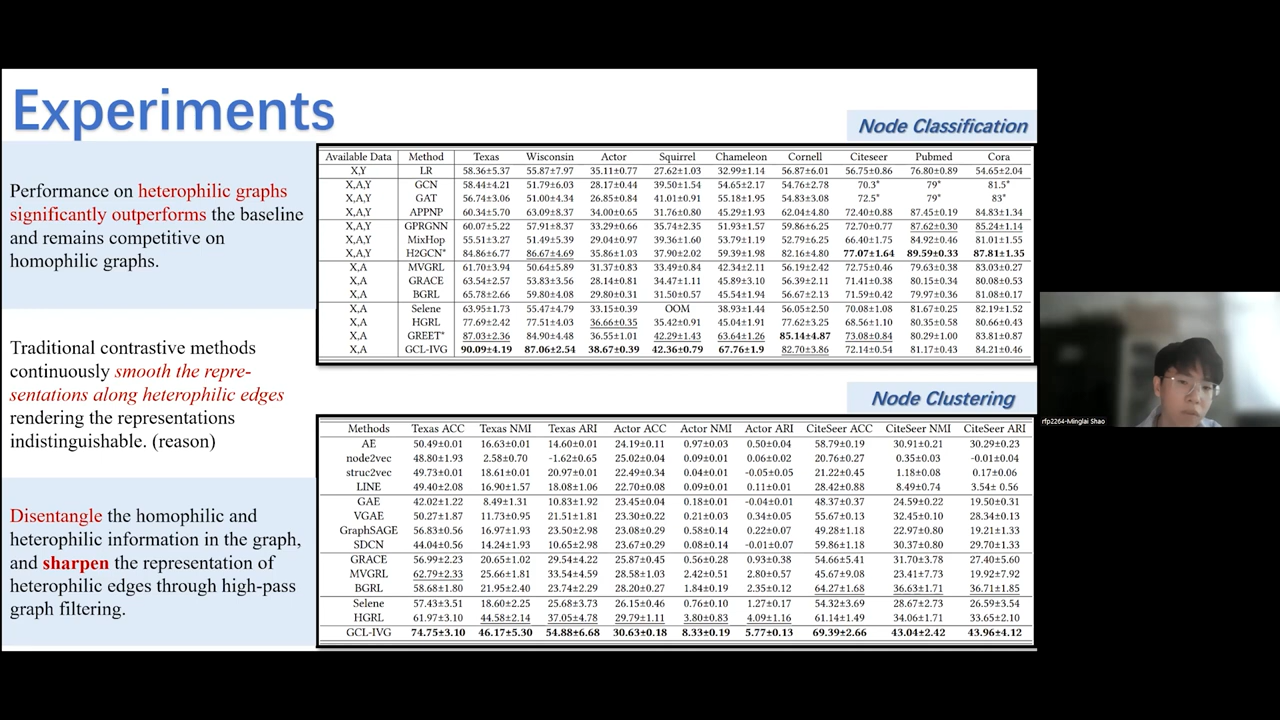 Experiments
Performance on heterophilic graphs
significantly outperforms the baseline
and remains competitive on
homophilic graphs.
Traditional contrastive methods
continuously smooth the repre-
sentations along heterophilic edges
rendering the representations
indistinguishable. (reason)
Disentangle the homophilic and
heterophilic information in the graph,
and sharpen the representation of
heterophilic edges through high-pass
graph filtering.
Node Classification
Available Data Method Texas Wisconsin Actor Squirrel Chameleon Cornell Citeseer Pubmed Cora
X,Y LR 58.36±5.37 55.87±7.97 35.11±0.77 27.62±1.03 32.99±1.14 56.87±6.01 56.75±0.86 76.80±0.89 54.65±2.04
X,A,Y GCN 58.44±4.21 51.79±6.03 28.17±0.44 39.50±1.54 54.65±2.17 54.76±2.78 70.3* 79* 81.5*
X,A,Y GAT 56.74±3.06 51.00±4.34 26.85±0.84 41.01±0.91 55.18±1.95 54.83±3.08 72.5* 79* 83*
X,A,Y APPNP 60.34±5.70 63.09±8.37 34.00±0.65 31.76±0.80 45.29±1.93 62.04±4.80 72.40±0.88 87.45±0.19 84.83±1.34
X,A,Y GPRGNN 60.07±5.22 57.91±8.37 33.29±0.66 35.74±2.35 51.93±1.57 59.86±6.25 72.70±0.77 87.62±0.30 85.24±1.14
X,A,Y MixHop 55.51±3.27 51.49±5.39 29.04±0.97 39.36±1.60 53.79±1.19 52.79±6.25 66.40±1.75 84.92±0.46 81.01±1.55
X,A,Y H2GCN* 84.86±6.77 86.67±4.69 35.86±1.03 37.90±2.02 59.39±1.98 82.16±4.80 77.07±1.64 89.59±0.33 87.81±1.35
X,A MVGRL 61.70±3.94 50.64±5.89 31.37±0.83 33.49±0.84 42.34±2.11 56.19±2.42 72.75±0.46 79.63±0.38 83.03±0.27
X,A GRACE 63.54±2.57 53.83±3.56 28.14±0.81 34.47±1.11 45.89±3.10 56.39±2.11 71.41±0.38 80.15±0.34 80.08±0.53
X,A BGRL 65.78±2.66 59.80±4.08 29.80±0.31 31.50±0.57 45.54±1.94 56.67±2.13 71.59±0.42 79.97±0.36 81.08±0.17
X,A Selene 63.95±1.73 55.47±4.79 33.15±0.39 OOM 38.93±1.44 56.05±2.50 70.08±1.08 81.67±0.25 82.19±1.52
X,A HGRL 77.69±2.42 77.51±4.03 36.66±0.35 35.42±0.91 45.04±1.91 77.62±3.25 68.56±1.10 80.35±0.58 80.66±0.43
X,A GREET* 87.03±2.36 84.90±4.48 36.55±1.01 42.29±1.43 63.64±1.26 85.14±4.87 73.08±0.84 80.29±1.00 83.81±0.87
X,A GCL-IVG 90.09±4.19 87.06±2.54 38.67±0.39 42.36±0.79 67.76±1.9 82.70±3.86 72.14±0.54 81.17±0.43 84.21±0.46
Node Clustering
Methods Texas ACC Texas NMI Texas ARI Actor ACC Actor NMI Actor ARI CiteSeer ACC CiteSeer NMI CiteSeer ARI
AE 50.49±0.01 16.63±0.01 14.60±0.01 24.19±0.11 0.97±0.03 0.50±0.04 58.79±0.19 30.91±0.21 30.29±0.23
node2vec 48.80±1.93 2.58±0.70 -1.62±0.65 25.02±0.04 0.09±0.01 0.06±0.02 20.76±0.27 0.35±0.03 -0.01±0.04
struc2vec 49.73±0.01 18.61±0.01 20.97±0.01 22.49±0.34 0.04±0.01 -0.05±0.05 21.22±0.45 1.18±0.08 0.17±0.06
LINE 49.40±2.08 16.90±1.57 18.08±1.06 22.70±0.08 0.09±0.01 0.11±0.01 28.42±0.88 8.49±0.74 3.54± 0.56
GAE 42.02±1.22 8.49±1.31 10.83±1.92 23.45±0.04 0.18±0.01 -0.04±0.01 48.37±0.37 24.59±0.22 19.50±0.31
VGAE 50.27±1.87 11.73±0.95 21.51±1.81 23.30±0.22 0.21±0.03 0.34±0.05 55.67±0.13 32.45±0.10 28.34±0.13
GraphSAGE 56.83±0.56 16.97±1.93 23.50±2.98 23.08±0.29 0.58±0.14 0.22±0.07 49.28±1.18 22.97±0.80 19.21±1.33
SDCN 44.04±0.56 14.24±1.93 10.65±2.98 23.67±0.29 0.08±0.14 -0.01±0.07 59.86±1.18 30.37±0.80 29.70±1.33
GRACE 56.99±2.23 20.65±1.02 29.54±4.22 25.87±0.45 0.56±0.28 0.93±0.38 54.66±5.41 31.70±3.78 27.40±5.60
MVGRL 62.79±2.33 25.66±1.81 33.54±4.59 28.58±1.03 2.42±0.51 2.80±0.57 45.67±9.08 23.41±7.73 19.92±7.92
BGRL 58.68±1.80 21.95±2.40 23.74±2.29 28.20±0.27 1.84±0.19 2.35±0.12 64.27±1.68 36.63±1.71 36.71±1.85
Selene 57.43±3.51 18.60±2.25 25.68±3.73 26.15±0.46 0.76±0.10 1.27±0.17 54.32±3.69 28.67±2.73 26.59±3.54
HGRL 61.97±3.10 44.58±2.14 37.05±4.78 29.79±1.11 3.80±0.83 4.09±1.16 61.14±1.49 34.06±1.71 33.65±2.10
GCL-IVG 74.75±3.10 46.17±5.30 54.88±6.68 30.63±0.18 8.33±0.19 5.77±0.13 69.39±2.66 43.04±2.42 43.96±4.12
rfp2264-Minglai Shao